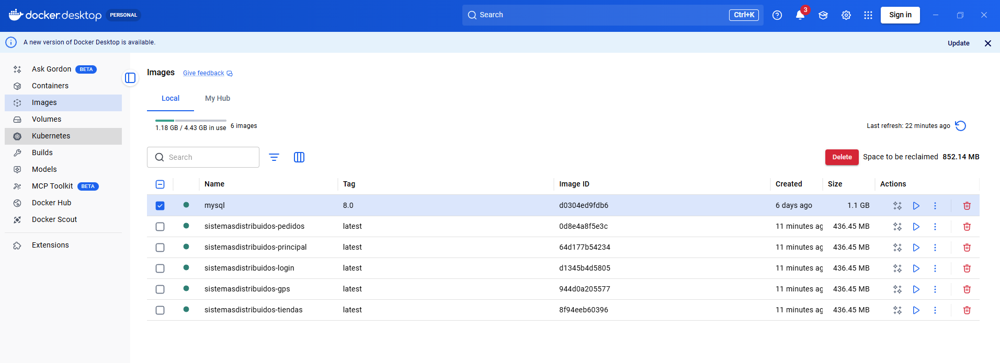 docker desktop PERSONAL
Search Ctrl+K
3
Sign in
A new version of Docker Desktop is available.
Update
Ask Gordon BETA
Containers
Images
Volumes
Kubernetes
Builds
Models
MCP Toolkit BETA
Docker Hub
Docker Scout
Extensions
Images Give feedback
Local My Hub
1.18 GB / 4.43 GB in use 6 images
Last refresh: 22 minutes ago
Search
Delete Space to be reclaimed 852.14 MB
Name Tag Image ID Created Size Actions
mysql 8.0 d0304ed9fdb6 6 days ago 1.1 GB
sistemasdistribuidos-pedidos latest 0d8e4a8f5e3c 11 minutes ag 436.45 MB
sistemasdistribuidos-principal latest 64d177b54234 11 minutes ag 436.45 MB
sistemasdistribuidos-login latest d1345b4d5805 11 minutes ag 436.45 MB
sistemasdistribuidos-gps latest 944d0a205577 11 minutes ag 436.45 MB
sistemasdistribuidos-tiendas latest 8f94eeb60396 11 minutes ag 436.45 MB